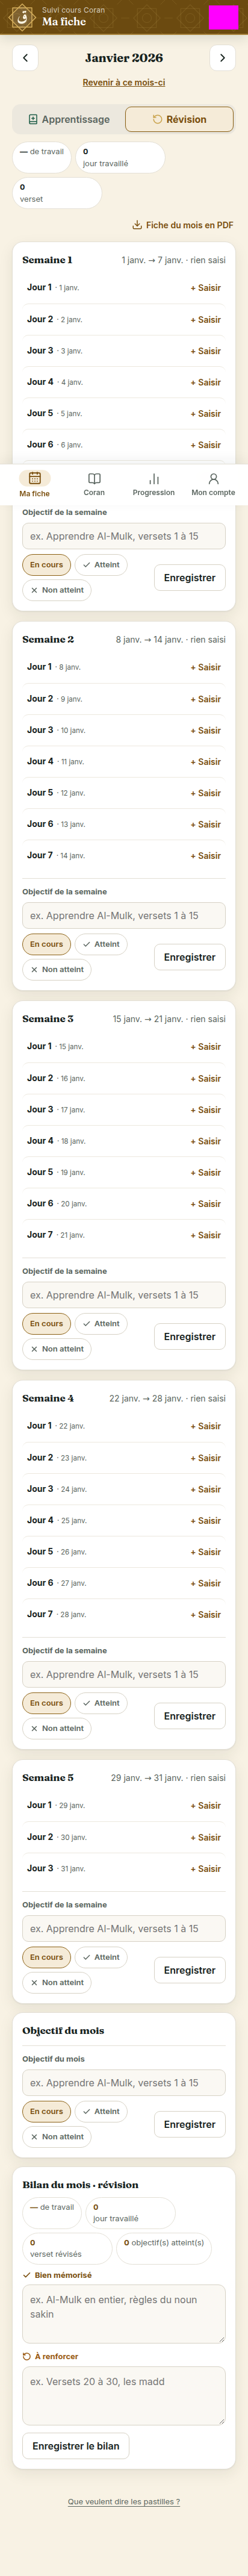 Suivi cours Coran
Ma fiche
Janvier 2026
Revenir à ce mois-ci
Apprentissage
Révision
— de travail
0
jour travaillé
0
verset
Fiche du mois en PDF
Semaine 1
1 janv. → 7 janv. · rien saisi
Jour 1 · 1 janv.
+ Saisir
Jour 2 · 2 janv.
+ Saisir
Jour 3 · 3 janv.
+ Saisir
Jour 4 · 4 janv.
+ Saisir
Jour 5 · 5 janv.
+ Saisir
Jour 6 · 6 janv.
+ Saisir
Ma fiche
Coran
Progression
Mon compte
Objectif de la semaine
ex. Apprendre Al-Mulk, versets 1 à 15
En cours
Atteint
Non atteint
Enregistrer
Semaine 2
8 janv. → 14 janv. · rien saisi
Jour 1 · 8 janv.
+ Saisir
Jour 2 · 9 janv.
+ Saisir
Jour 3 · 10 janv.
+ Saisir
Jour 4 · 11 janv.
+ Saisir
Jour 5 · 12 janv.
+ Saisir
Jour 6 · 13 janv.
+ Saisir
Jour 7 · 14 janv.
+ Saisir
Objectif de la semaine
ex. Apprendre Al-Mulk, versets 1 à 15
En cours
Atteint
Non atteint
Enregistrer
Semaine 3
15 janv. → 21 janv. · rien saisi
Jour 1 · 15 janv.
+ Saisir
Jour 2 · 16 janv.
+ Saisir
Jour 3 · 17 janv.
+ Saisir
Jour 4 · 18 janv.
+ Saisir
Jour 5 · 19 janv.
+ Saisir
Jour 6 · 20 janv.
+ Saisir
Jour 7 · 21 janv.
+ Saisir
Objectif de la semaine
ex. Apprendre Al-Mulk, versets 1 à 15
En cours
Atteint
Non atteint
Enregistrer
Semaine 4
22 janv. → 28 janv. · rien saisi
Jour 1 · 22 janv.
+ Saisir
Jour 2 · 23 janv.
+ Saisir
Jour 3 · 24 janv.
+ Saisir
Jour 4 · 25 janv.
+ Saisir
Jour 5 · 26 janv.
+ Saisir
Jour 6 · 27 janv.
+ Saisir
Jour 7 · 28 janv.
+ Saisir
Objectif de la semaine
ex. Apprendre Al-Mulk, versets 1 à 15
En cours
Atteint
Non atteint
Enregistrer
Semaine 5
29 janv. → 31 janv. · rien saisi
Jour 1 · 29 janv.
+ Saisir
Jour 2 · 30 janv.
+ Saisir
Jour 3 · 31 janv.
+ Saisir
Objectif de la semaine
ex. Apprendre Al-Mulk, versets 1 à 15
En cours
Atteint
Non atteint
Enregistrer
Objectif du mois
Objectif du mois
ex. Apprendre Al-Mulk, versets 1 à 15
En cours
Atteint
Non atteint
Enregistrer
Bilan du mois · révision
— de travail
0
jour travaillé
0
verset révisés
0 objectif(s) atteint(s)
Bien mémorisé
ex. Al-Mulk en entier, règles du noun
sakin
À renforcer
ex. Versets 20 à 30, les madd
Enregistrer le bilan
Que veulent dire les pastilles ?